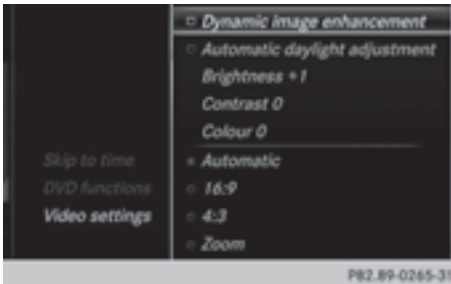 Dynamic image enhancement
Automatic daylight adjustment
Brightness +1
Contrast 0
Colour 0
Skip to time
Automatic
DVD functions
16:9
Video settings
4:3
Zoom
P82.89-0265-31